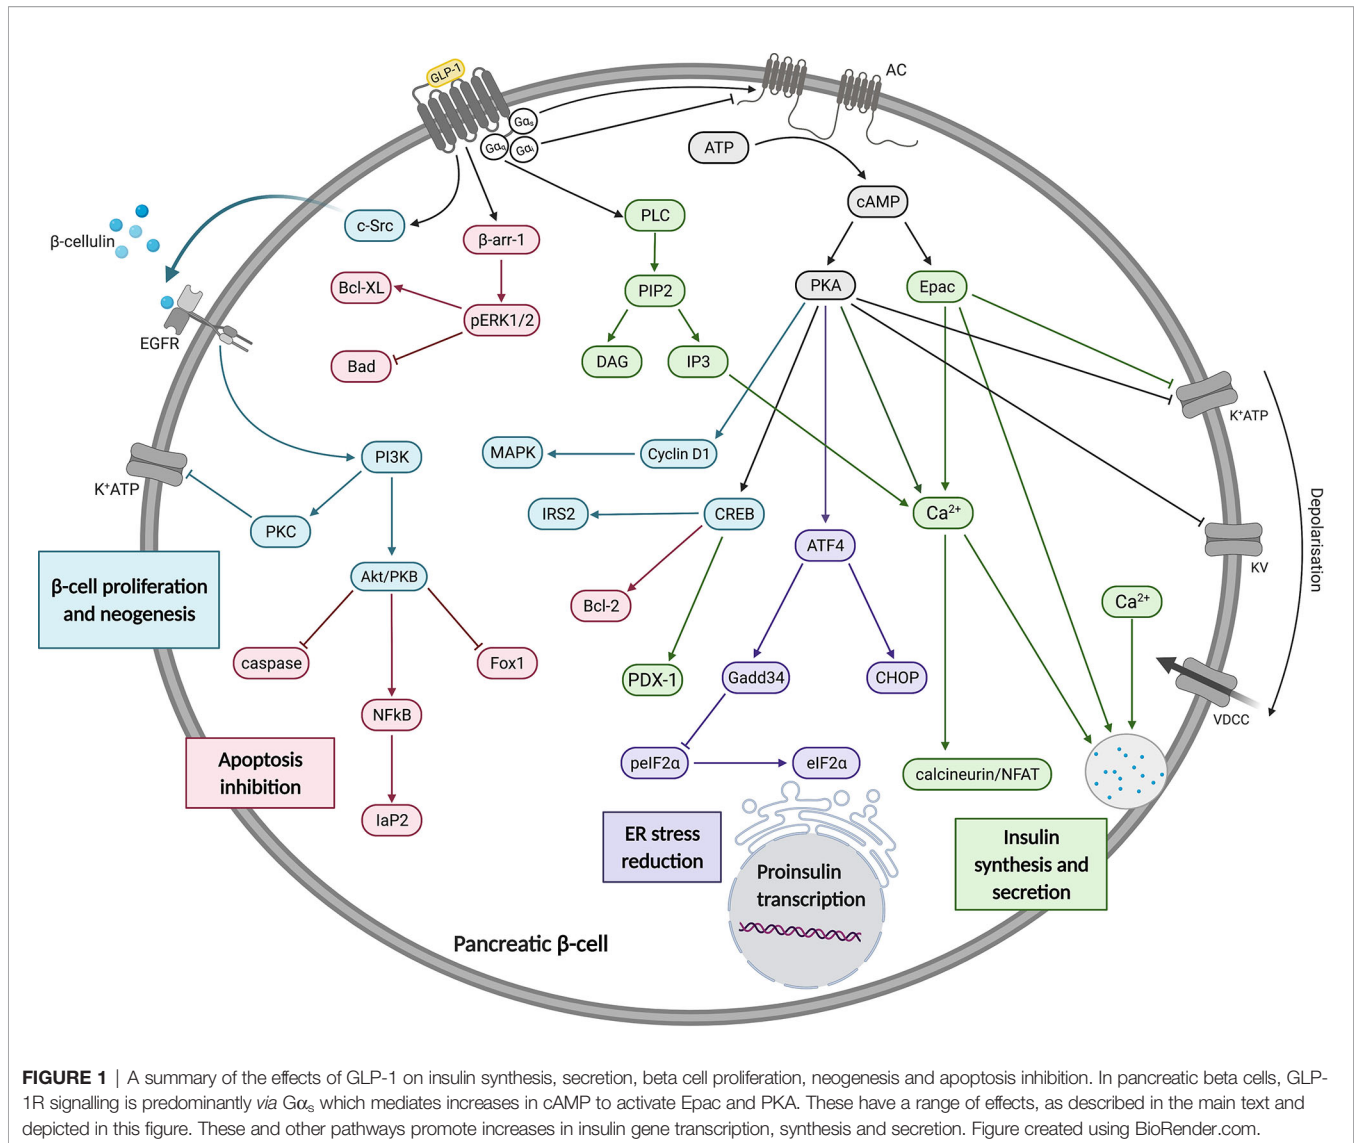 GLP-1
AC
Gαs
Gαq
Gαi
ATP
cAMP
β-cellulin
c-Src
β-arr-1
PLC
Bcl-XL
PIP2
PKA
Epac
pERK1/2
EGFR
Bad
DAG
IP3
K⁺ATP
PI3K
MAPK
Cyclin D1
K⁺ATP
PKC
IRS2
CREB
Ca²⁺
Depolarisation
ATF4
KV
β-cell proliferation
and neogenesis
Akt/PKB
Bcl-2
Ca²⁺
caspase
Fox1
PDX-1
Gadd34
CHOP
NFkB
VDCC
Apoptosis
inhibition
peIF2α
eIF2α
calcineurin/NFAT
IaP2
ER stress
reduction
Insulin
synthesis and
secretion
Proinsulin
transcription
Pancreatic β-cell
FIGURE 1 | A summary of the effects of GLP-1 on insulin synthesis, secretion, beta cell proliferation, neogenesis and apoptosis inhibition. In pancreatic beta cells, GLP-
1R signalling is predominantly via Gαs which mediates increases in cAMP to activate Epac and PKA. These have a range of effects, as described in the main text and
depicted in this figure. These and other pathways promote increases in insulin gene transcription, synthesis and secretion. Figure created using BioRender.com.